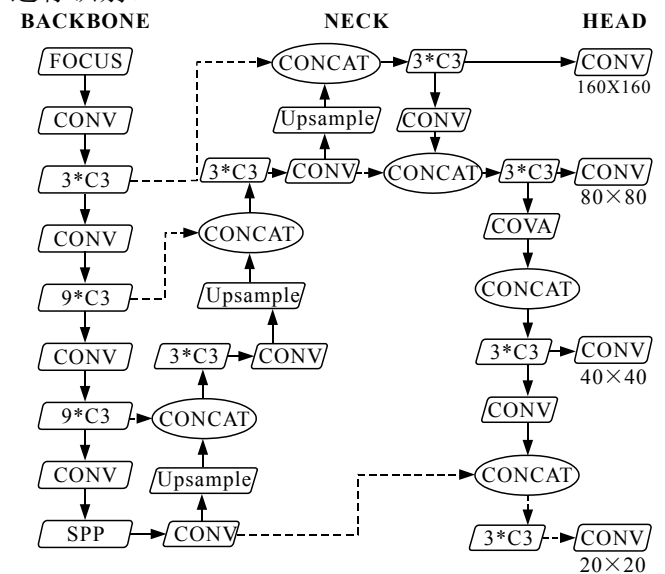 BACKBONE NECK HEAD
FOCUS CONCAT 3*C3 CONV
160X160
CONV Upsample CONV
3*C3 3*C3 CONV CONCAT 3*C3 CONV
80×80
CONV CONCAT COVA
9*C3 Upsample CONCAT
CONV 3*C3 CONV 3*C3 CONV
40×40
9*C3 CONCAT CONV
CONV Upsample CONCAT
SPP CONV 3*C3 CONV
20×20